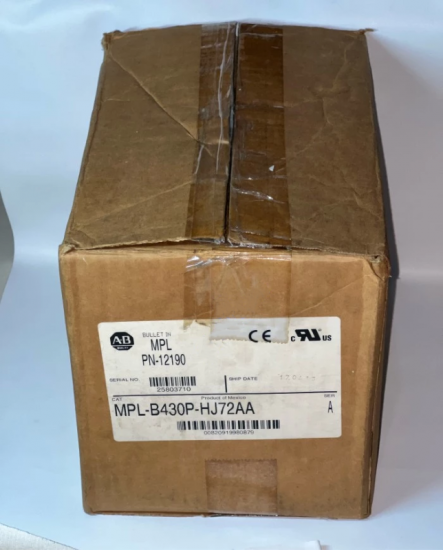 AB
BULLETIN
MPL
PN-12190
CE
c UR US
SERIAL NO.
25803710
SHIP DATE
CAT
Product of Mexico
SER
MPL-B430P-HJ72AA
A